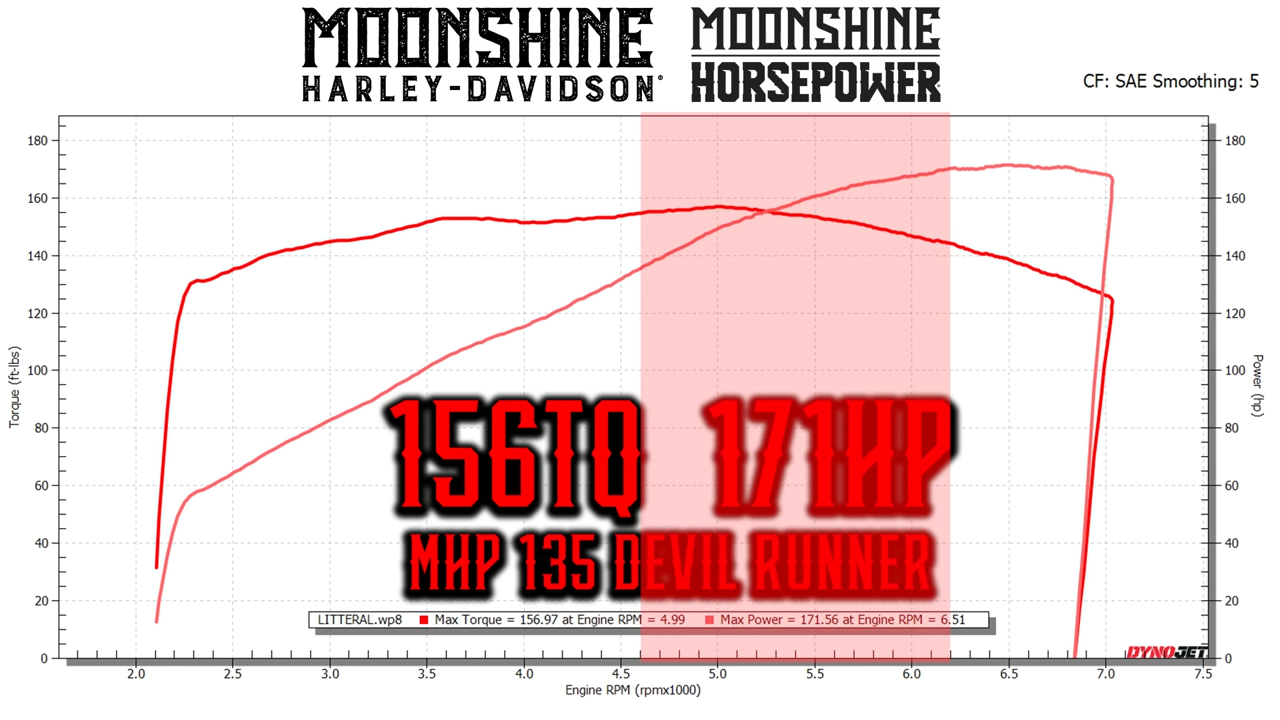 MOONSHINE
HARLEY-DAVIDSON®
MOONSHINE
HORSEPOWER
CF: SAE Smoothing: 5
180
160
140
120
100
80
60
40
20
0
Torque (ft-lbs)
180
160
140
120
100
80
60
40
20
0
Power (hp)
156TQ 171HP
MHP 135 DEVIL RUNNER
LITTERAL.wp8 Max Torque = 156.97 at Engine RPM = 4.99 Max Power = 171.56 at Engine RPM = 6.51
DYNOJET
2.0 2.5 3.0 3.5 4.0 4.5 5.0 5.5 6.0 6.5 7.0 7.5
Engine RPM (rpmx1000)